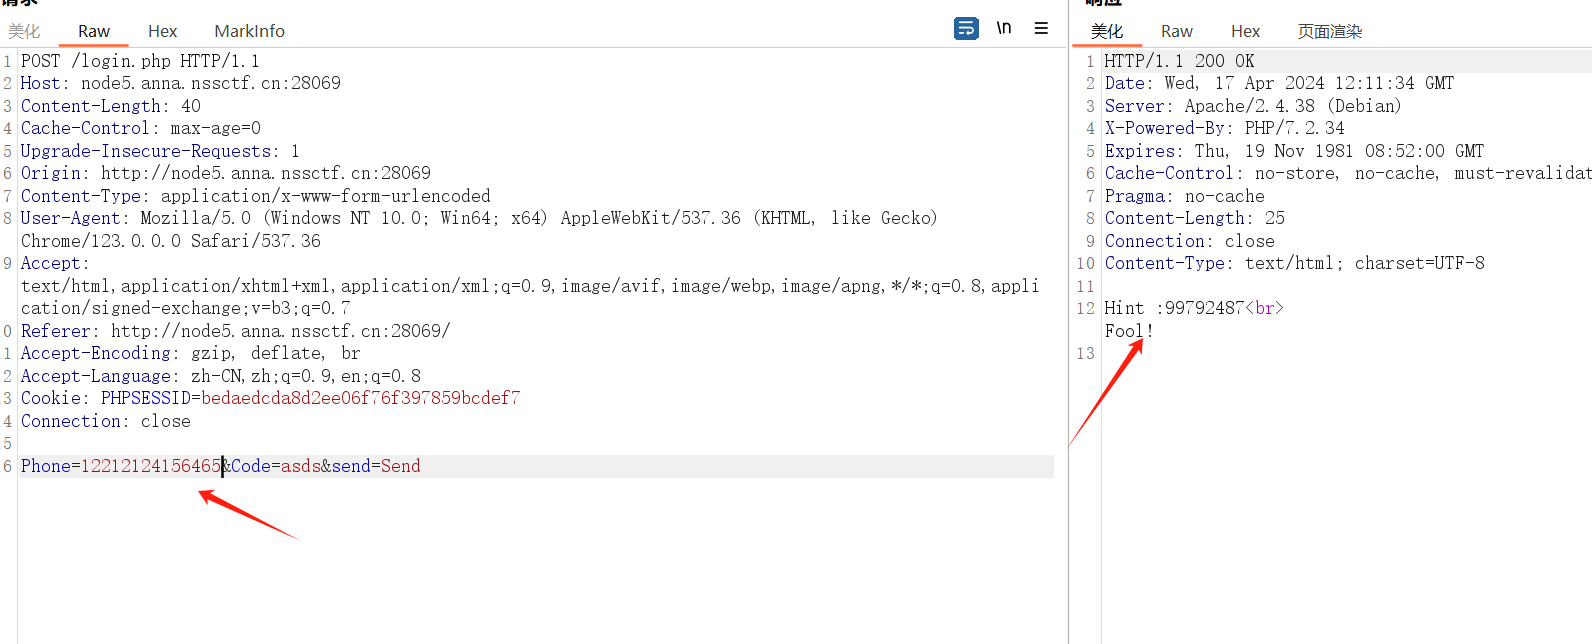 请求
美化 Raw Hex MarkInfo \n
1 POST /login.php HTTP/1.1
2 Host: node5.anna.nssctf.cn:28069
3 Content-Length: 40
4 Cache-Control: max-age=0
5 Upgrade-Insecure-Requests: 1
6 Origin: http://node5.anna.nssctf.cn:28069
7 Content-Type: application/x-www-form-urlencoded
8 User-Agent: Mozilla/5.0 (Windows NT 10.0; Win64; x64) AppleWebKit/537.36 (KHTML, like Gecko)
Chrome/123.0.0.0 Safari/537.36
9 Accept:
text/html,application/xhtml+xml,application/xml;q=0.9,image/avif,image/webp,image/apng,*/*;q=0.8,appli
cation/signed-exchange;v=b3;q=0.7
0 Referer: http://node5.anna.nssctf.cn:28069/
1 Accept-Encoding: gzip, deflate, br
2 Accept-Language: zh-CN,zh;q=0.9,en;q=0.8
3 Cookie: PHPSESSID=bedaedcda8d2ee06f76f397859bcdef7
4 Connection: close
5
6 Phone=12212124156465&Code=asds&send=Send
响应
美化 Raw Hex 页面渲染
1 HTTP/1.1 200 OK
2 Date: Wed, 17 Apr 2024 12:11:34 GMT
3 Server: Apache/2.4.38 (Debian)
4 X-Powered-By: PHP/7.2.34
5 Expires: Thu, 19 Nov 1981 08:52:00 GMT
6 Cache-Control: no-store, no-cache, must-revalidat
7 Pragma: no-cache
8 Content-Length: 25
9 Connection: close
10 Content-Type: text/html; charset=UTF-8
11
12 Hint :99792487<br>
Fool!
13